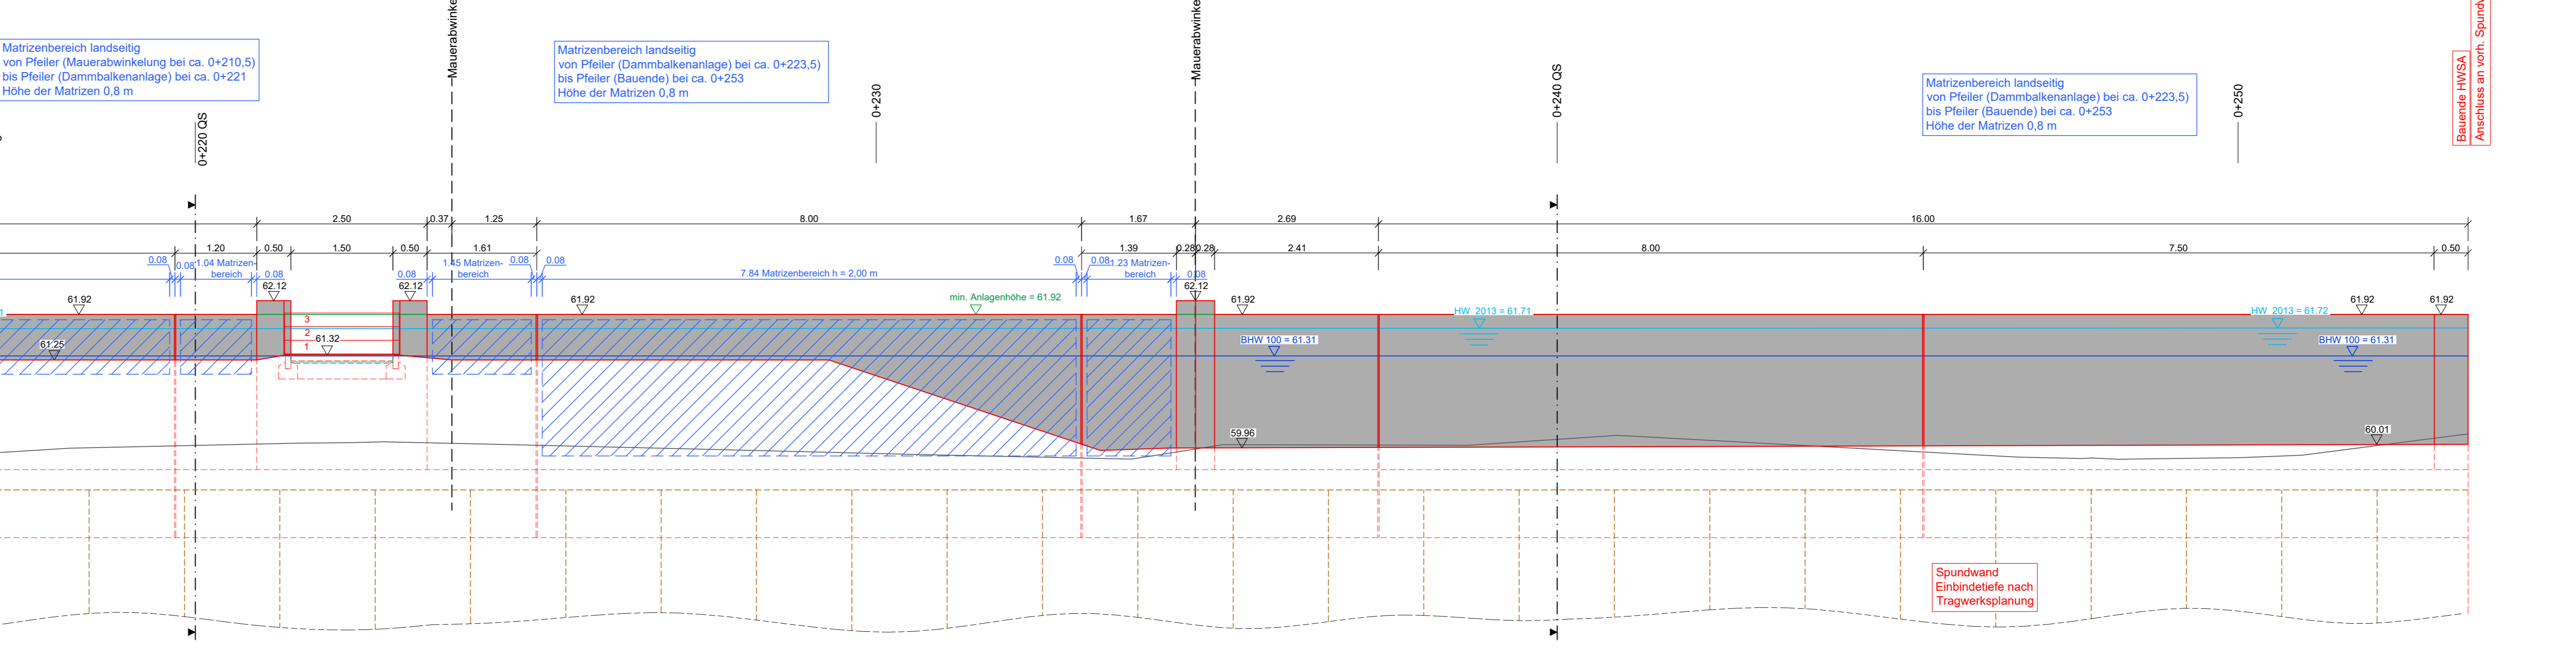 Matrizenbereich landseitig
von Pfeiler (Mauerabwinkelung bei ca. 0+210,5)
bis Pfeiler (Dammbalkenanlage) bei ca. 0+221
Höhe der Matrizen 0,8 m
Matrizenbereich landseitig
von Pfeiler (Dammbalkenanlage) bei ca. 0+223,5)
bis Pfeiler (Bauende) bei ca. 0+253
Höhe der Matrizen 0,8 m
Matrizenbereich landseitig
von Pfeiler (Dammbalkenanlage) bei ca. 0+223,5)
bis Pfeiler (Bauende) bei ca. 0+253
Höhe der Matrizen 0,8 m
0+220 QS
Mauerabwinke
0+230
Mauerabwinke
0+240 QS
0+250
Bauende HWSA
Anschluss an vorh. Spundw
2.50
0.37
1.25
8.00
1.67
2.69
16.00
1.20
0.50
1.50
0.50
1.61
1.39
0.28
0.28
2.41
8.00
7.50
0.50
0.08
0.08
1.04 Matrizen-
bereich
0.08
0.08
1.45 Matrizen-
bereich
0.08
0.08
7.84 Matrizenbereich h = 2,00 m
0.08
0.08
1.23 Matrizen-
bereich
0.08
61.92
62.12
62.12
61.92
min. Anlagenhöhe = 61.92
62.12
61.92
HW 2013 = 61.71
HW 2013 = 61.72
61.92
61.92
3
2
1
61.25
61.32
BHW 100 = 61.31
BHW 100 = 61.31
59.96
60.01
Spundwand
Einbindetiefe nach
Tragwerksplanung